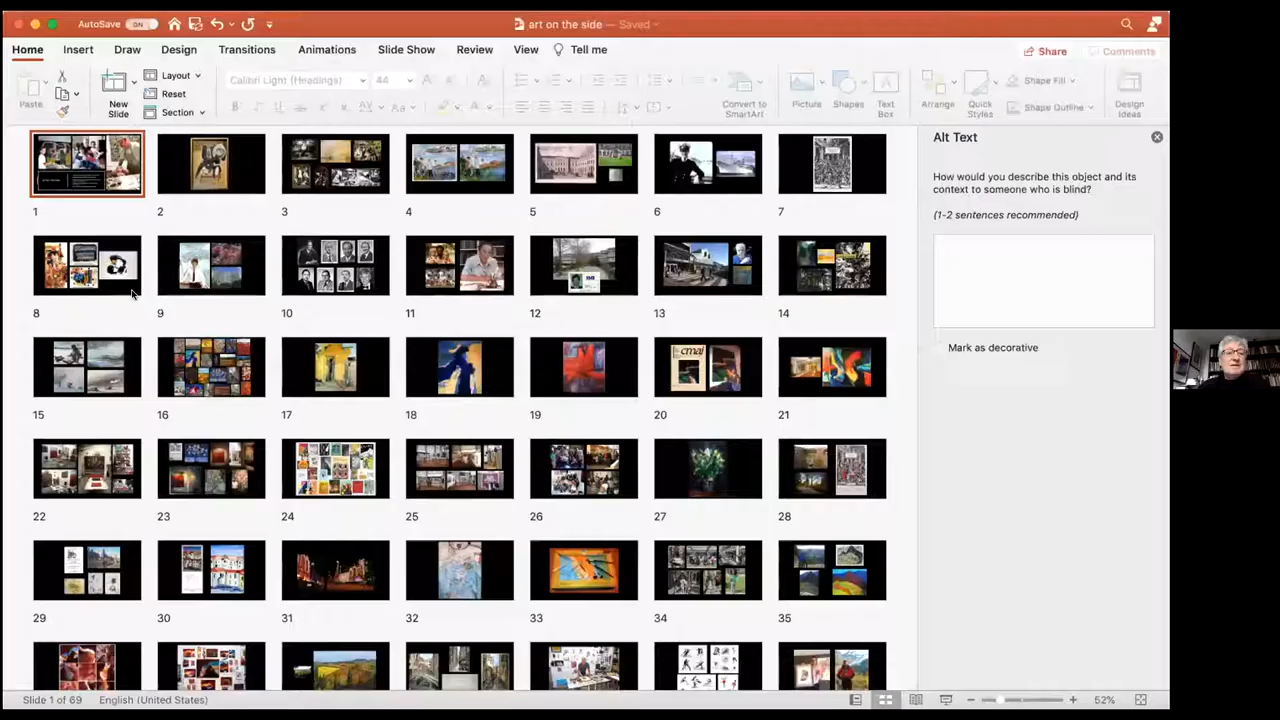 AutoSave ON art on the side — Saved
Home Insert Draw Design Transitions Animations Slide Show Review View Tell me Share Comments
Paste New Slide Layout Reset Section Calibri Light (Headings) 44 Convert to SmartArt Picture Shapes Text Box Arrange Quick Styles Shape Fill Shape Outline Design Ideas
Alt Text
How would you describe this object and its
context to someone who is blind?
(1-2 sentences recommended)
Mark as decorative
1 2 3 4 5 6 7
8 9 10 11 12 13 14
15 16 17 18 19 20 21
cmaj
22 23 24 25 26 27 28
29 30 31 32 33 34 35
Slide 1 of 69 English (United States) 52%